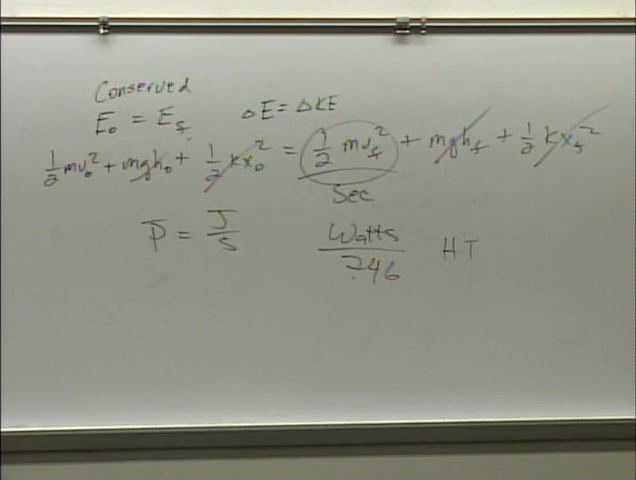 Conserved
E₀ = E_f   ΔE = ΔKE
½mv₀² + mgh₀ + ½kx₀² = ½mv_f² + mgh_f + ½kx_f²
Sec
P = J/S   Watts/746   HT